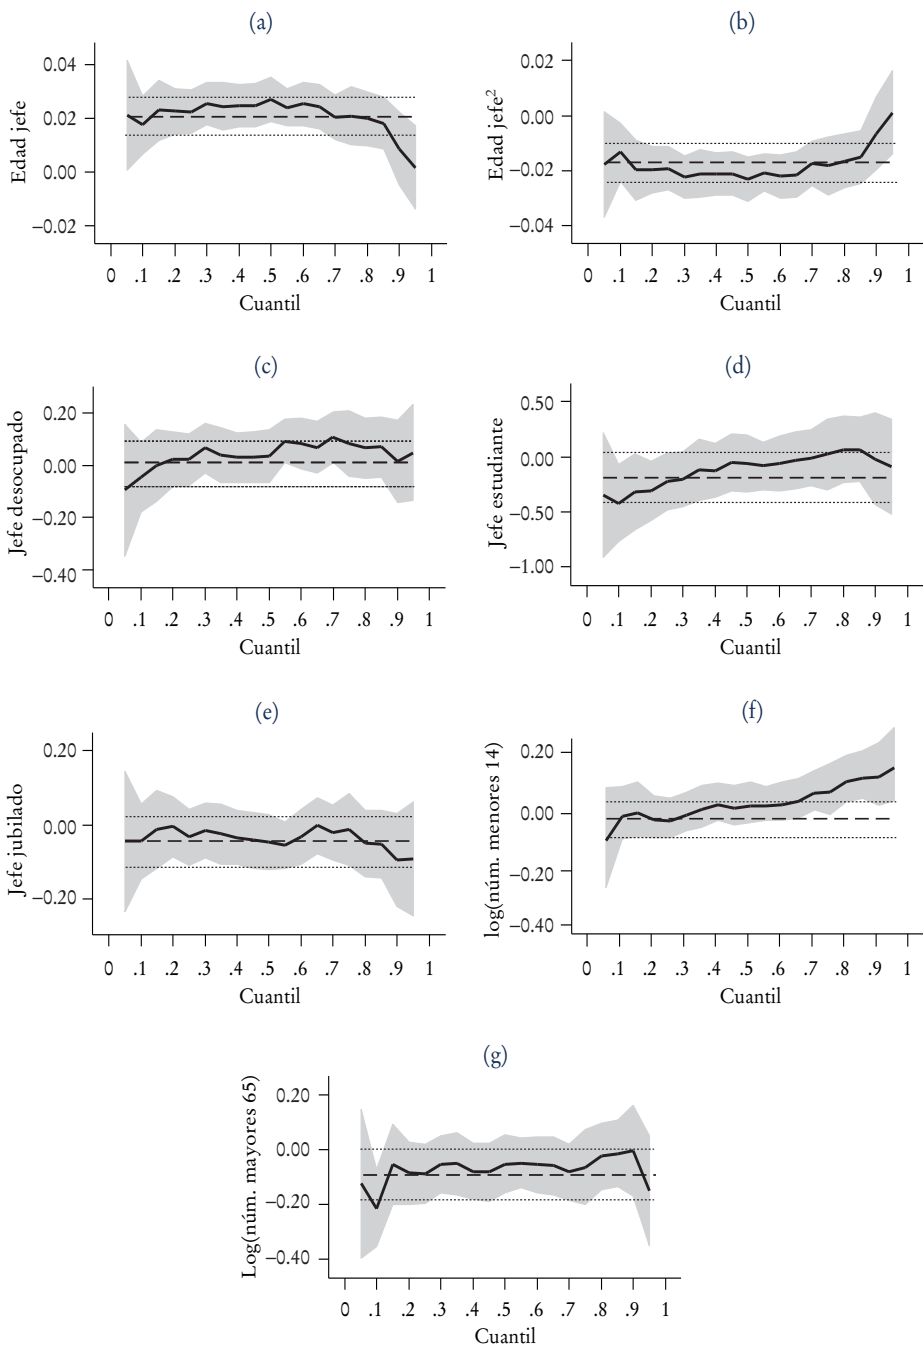 (a)
Edad jefe
0.04
0.02
0.00
−0.02
0 .1 .2 .3 .4 .5 .6 .7 .8 .9 1
Cuantil
(b)
Edad jefe²
0.02
0.00
−0.02
−0.04
0 .1 .2 .3 .4 .5 .6 .7 .8 .9 1
Cuantil
(c)
Jefe desocupado
0.20
0.00
−0.20
−0.40
0 .1 .2 .3 .4 .5 .6 .7 .8 .9 1
Cuantil
(d)
Jefe estudiante
0.50
0.00
−0.50
−1.00
0 .1 .2 .3 .4 .5 .6 .7 .8 .9 1
Cuantil
(e)
Jefe jubilado
0.20
0.00
−0.20
0 .1 .2 .3 .4 .5 .6 .7 .8 .9 1
Cuantil
(f)
log(núm. menores 14)
0.20
0.00
−0.20
−0.40
0 .1 .2 .3 .4 .5 .6 .7 .8 .9 1
Cuantil
(g)
Log(núm. mayores 65)
0.20
0.00
−0.20
−0.40
0 .1 .2 .3 .4 .5 .6 .7 .8 .9 1
Cuantil